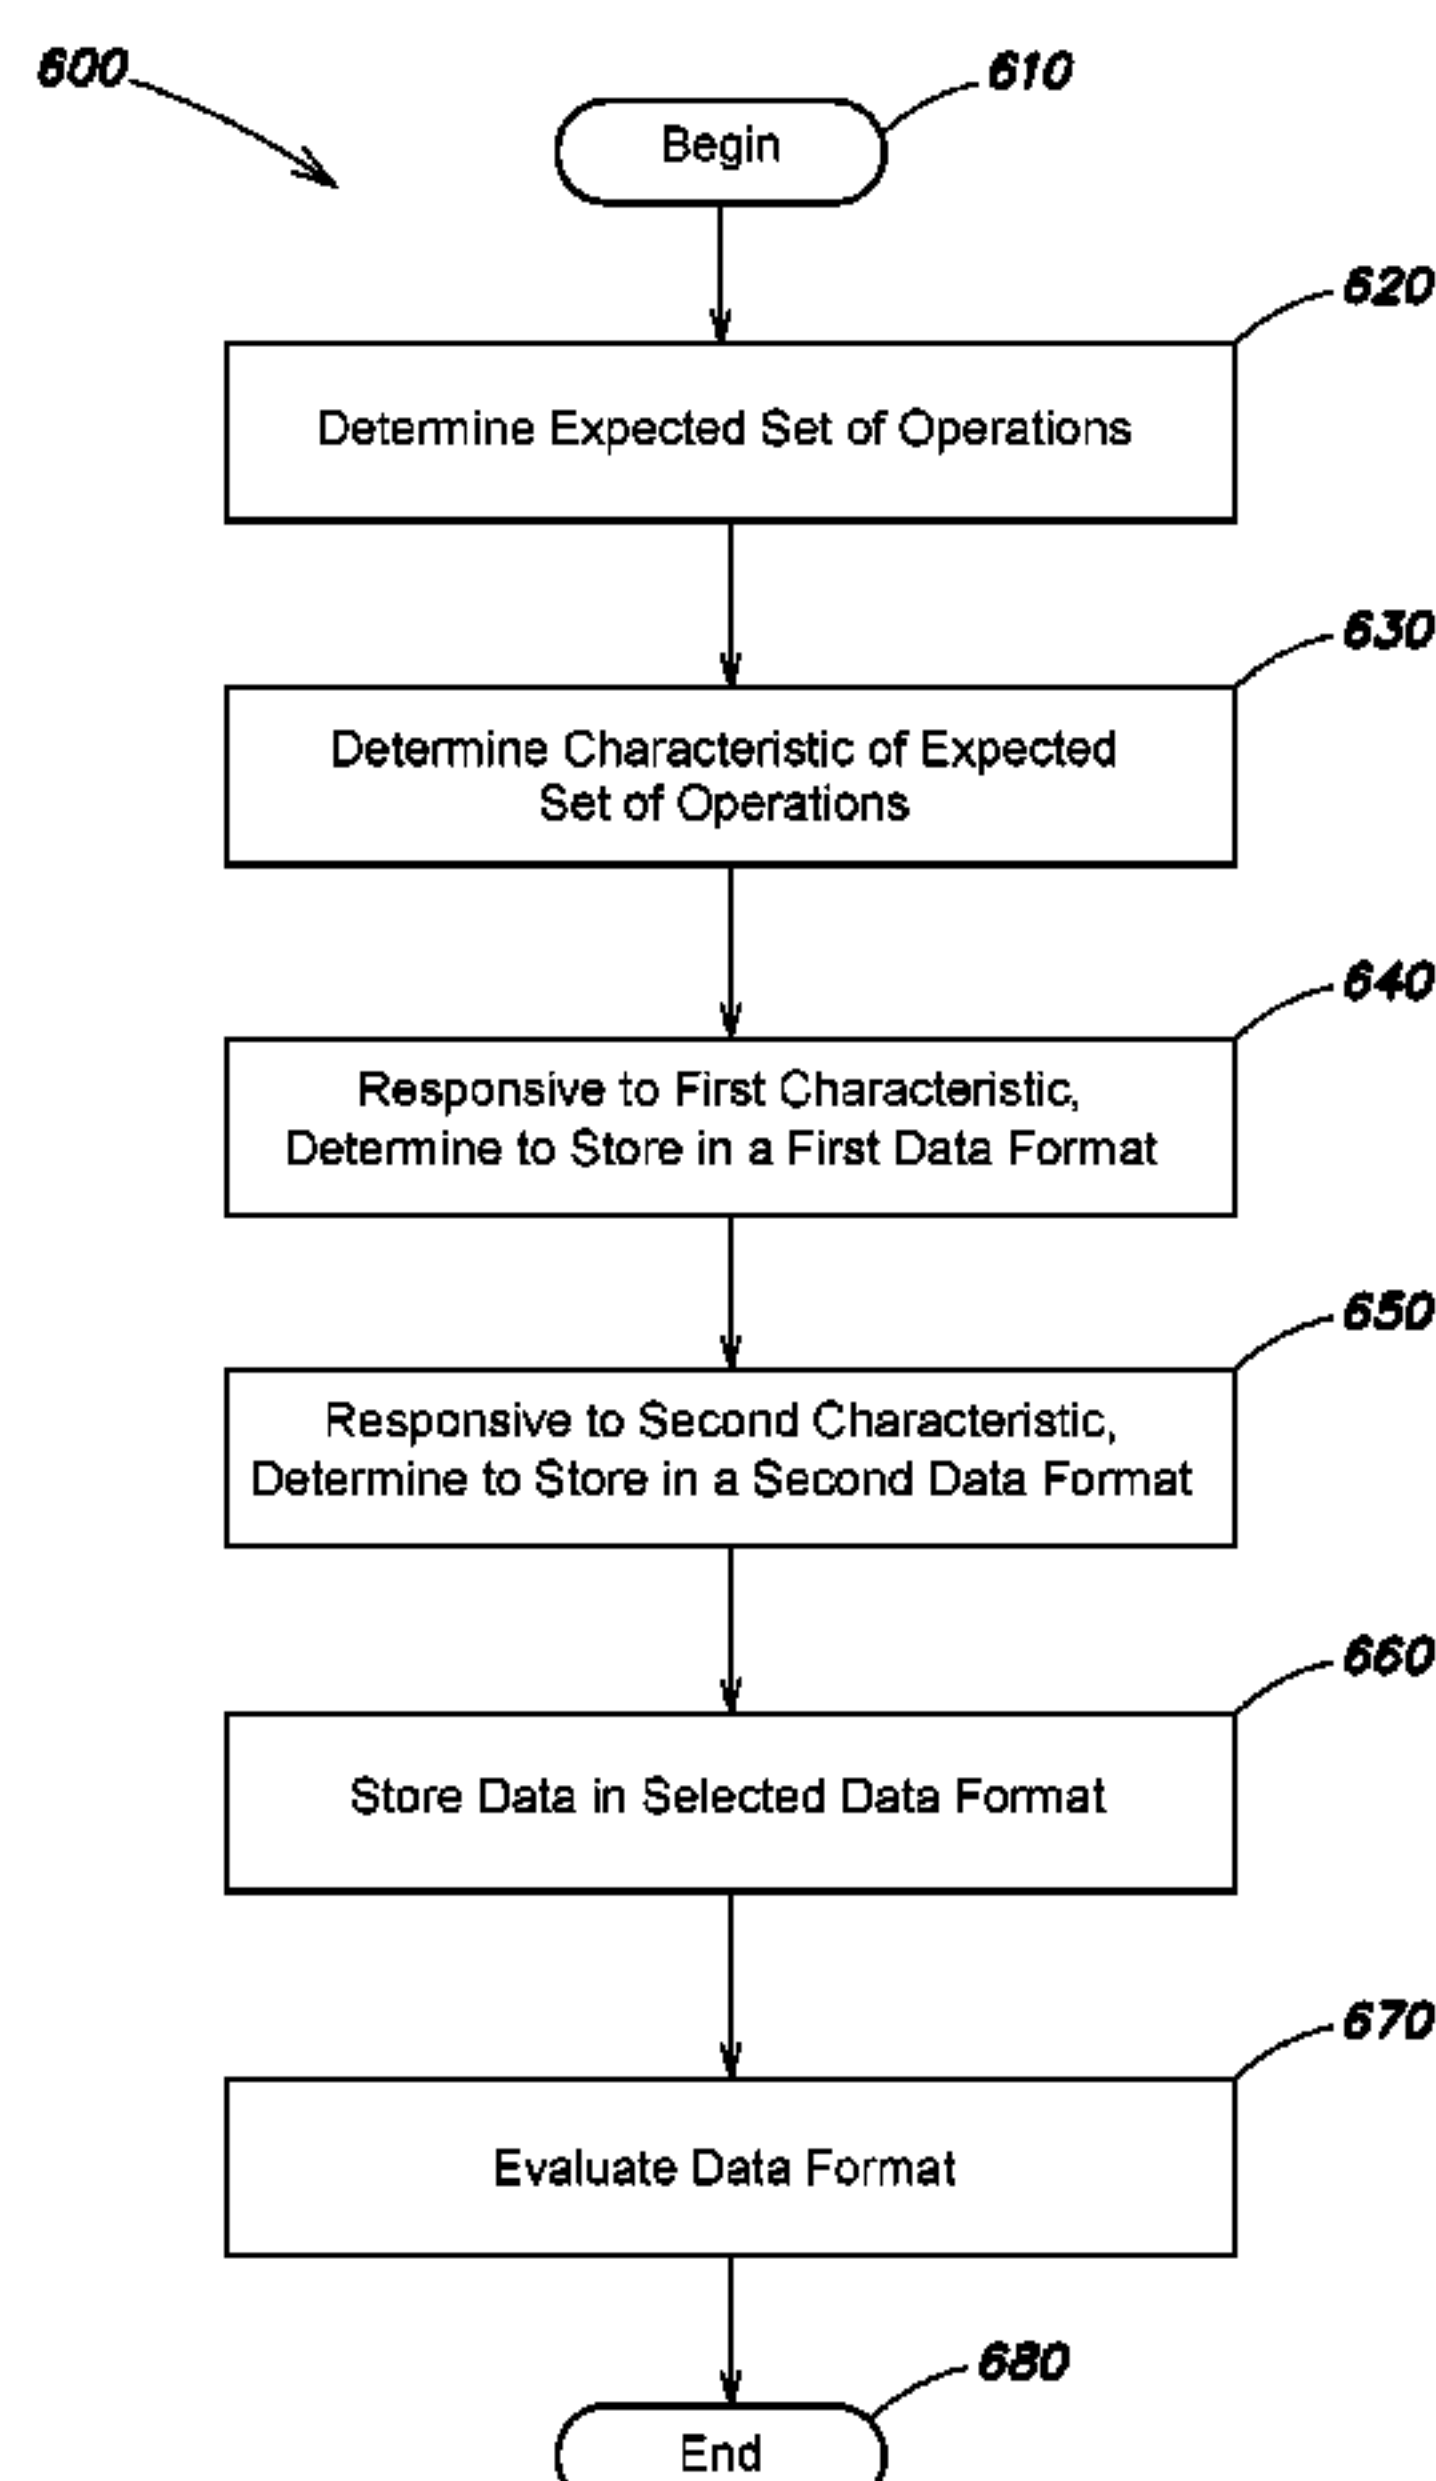 600
610
Begin
620
Determine Expected Set of Operations
630
Determine Characteristic of Expected
Set of Operations
640
Responsive to First Characteristic,
Determine to Store in a First Data Format
650
Responsive to Second Characteristic,
Determine to Store in a Second Data Format
660
Store Data in Selected Data Format
670
Evaluate Data Format
680
End